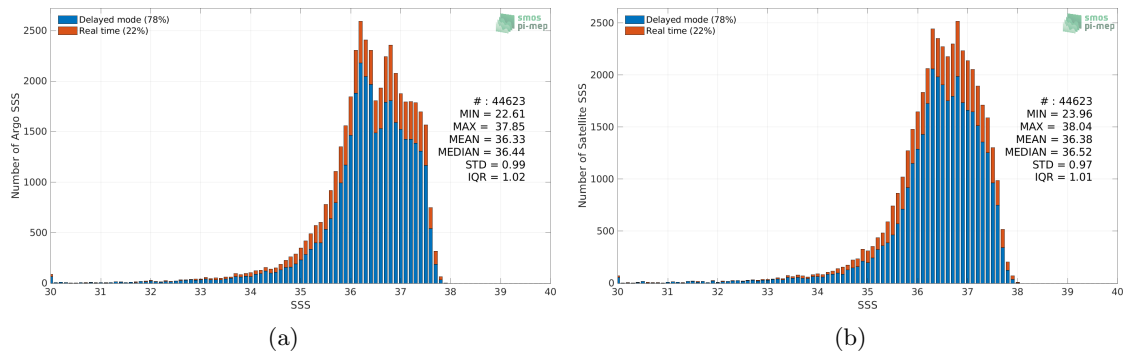 Delayed mode (78%)
Real time (22%)
smos
pi-mep
2500
2000
1500
1000
500
0
Number of Argo SSS
# : 44623
MIN = 22.61
MAX = 37.85
MEAN = 36.33
MEDIAN = 36.44
STD = 0.99
IQR = 1.02
30 31 32 33 34 35 36 37 38 39 40
SSS
(a)
Delayed mode (78%)
Real time (22%)
smos
pi-mep
2500
2000
1500
1000
500
0
Number of Satellite SSS
# : 44623
MIN = 23.96
MAX = 38.04
MEAN = 36.38
MEDIAN = 36.52
STD = 0.97
IQR = 1.01
30 31 32 33 34 35 36 37 38 39 40
SSS
(b)